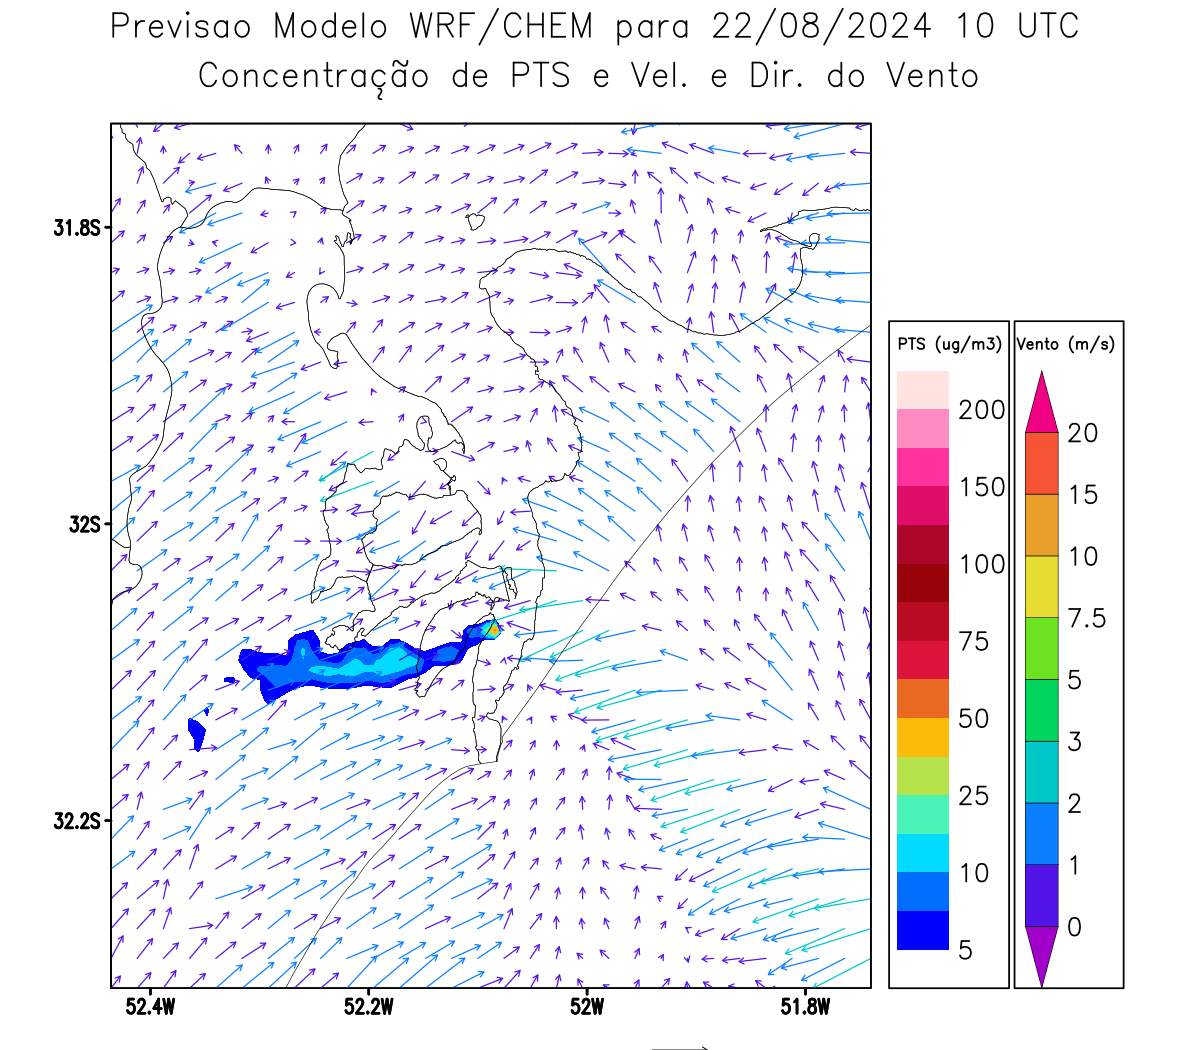 Previsao Modelo WRF/CHEM para 22/08/2024 10 UTC
Concentração de PTS e Vel. e Dir. do Vento
31.8S
32S
32.2S
52.4W
52.2W
52W
51.8W
PTS (ug/m3)
200
150
100
75
50
25
10
5
Vento (m/s)
20
15
10
7.5
5
3
2
1
0